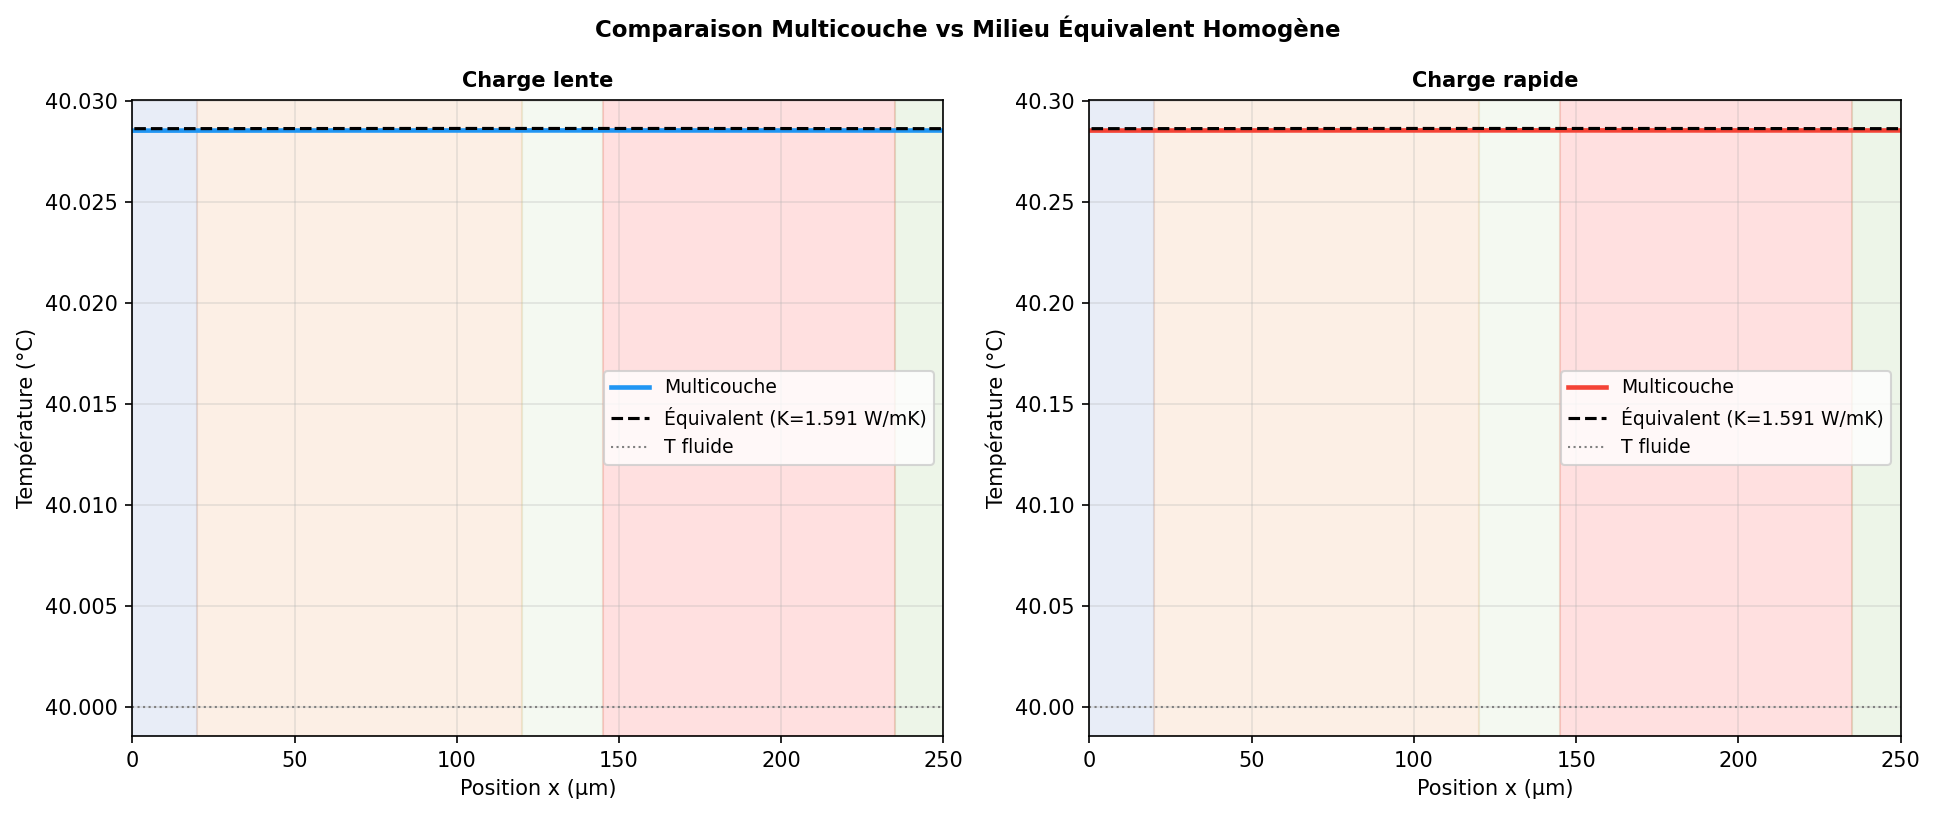 Comparaison Multicouche vs Milieu Équivalent Homogène
Charge lente
40.030
40.025
40.020
40.015
40.010
40.005
40.000
Température (°C)
0
50
100
150
200
250
Position x (µm)
Multicouche
Équivalent (K=1.591 W/mK)
T fluide
Charge rapide
40.30
40.25
40.20
40.15
40.10
40.05
40.00
Température (°C)
0
50
100
150
200
250
Position x (µm)
Multicouche
Équivalent (K=1.591 W/mK)
T fluide